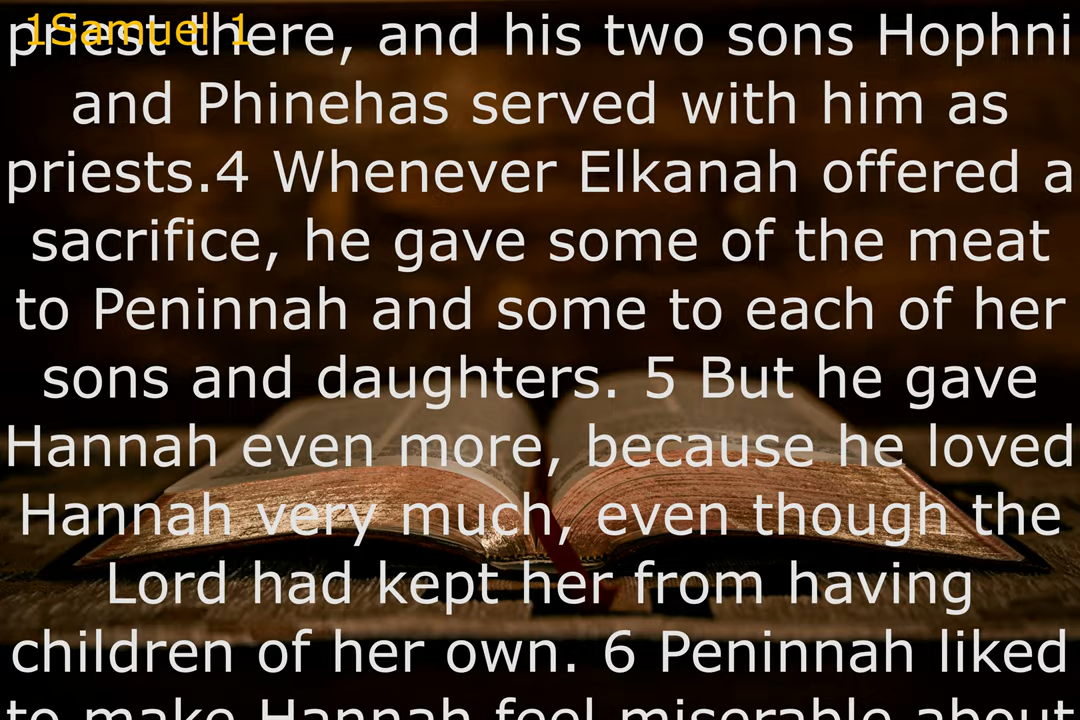 1Samuel 1
priest there, and his two sons Hophni
and Phinehas served with him as
priests.4 Whenever Elkanah offered a
sacrifice, he gave some of the meat
to Peninnah and some to each of her
sons and daughters. 5 But he gave
Hannah even more, because he loved
Hannah very much, even though the
Lord had kept her from having
children of her own. 6 Peninnah liked
to make Hannah feel miserable about